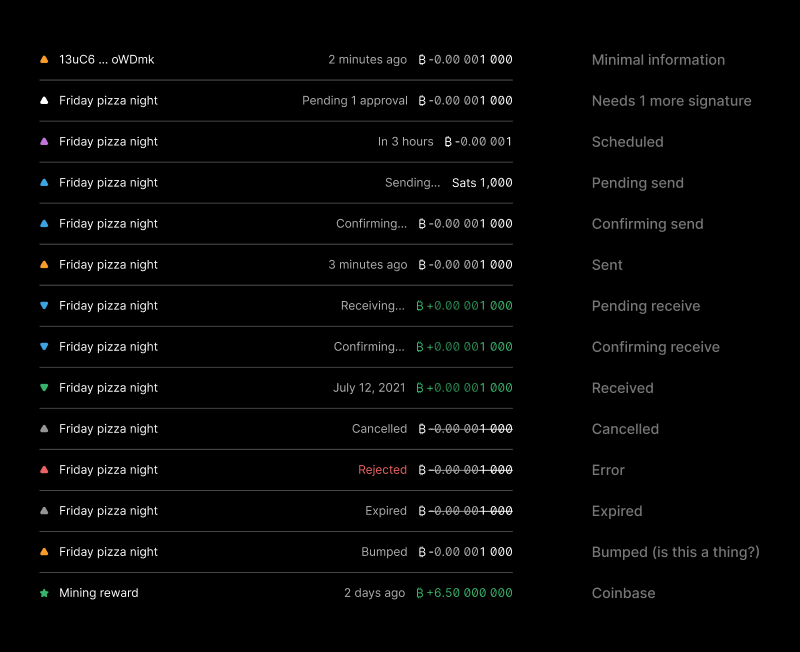 13uC6 ... oWDmk 2 minutes ago ₿ -0.00 001 000 Minimal information
Friday pizza night Pending 1 approval ₿ -0.00 001 000 Needs 1 more signature
Friday pizza night In 3 hours ₿ -0.00 001 Scheduled
Friday pizza night Sending... Sats 1,000 Pending send
Friday pizza night Confirming... ₿ -0.00 001 000 Confirming send
Friday pizza night 3 minutes ago ₿ -0.00 001 000 Sent
Friday pizza night Receiving... ₿ +0.00 001 000 Pending receive
Friday pizza night Confirming... ₿ +0.00 001 000 Confirming receive
Friday pizza night July 12, 2021 ₿ +0.00 001 000 Received
Friday pizza night Cancelled ₿ -0.00 001 000 Cancelled
Friday pizza night Rejected ₿ -0.00 001 000 Error
Friday pizza night Expired ₿ -0.00 001 000 Expired
Friday pizza night Bumped ₿ -0.00 001 000 Bumped (is this a thing?)
Mining reward 2 days ago ₿ +6.50 000 000 Coinbase